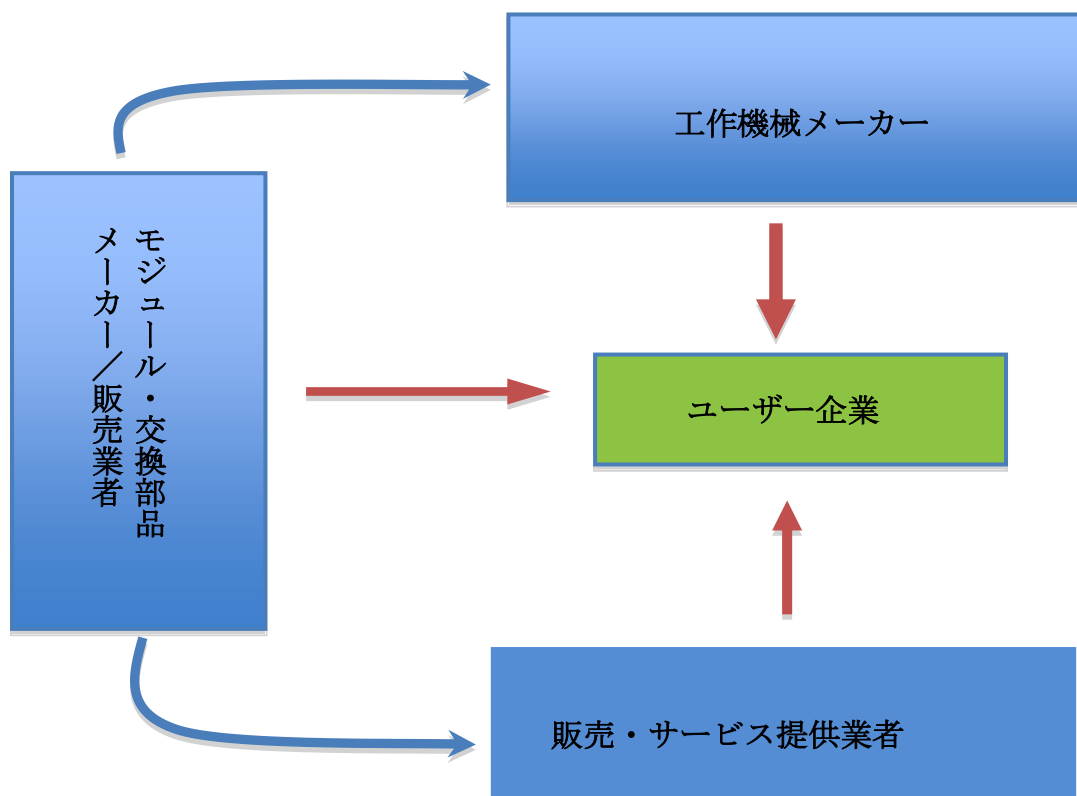 工作機械メーカー
モジュール・交換部品
メーカー／販売業者
ユーザー企業
販売・サービス提供業者